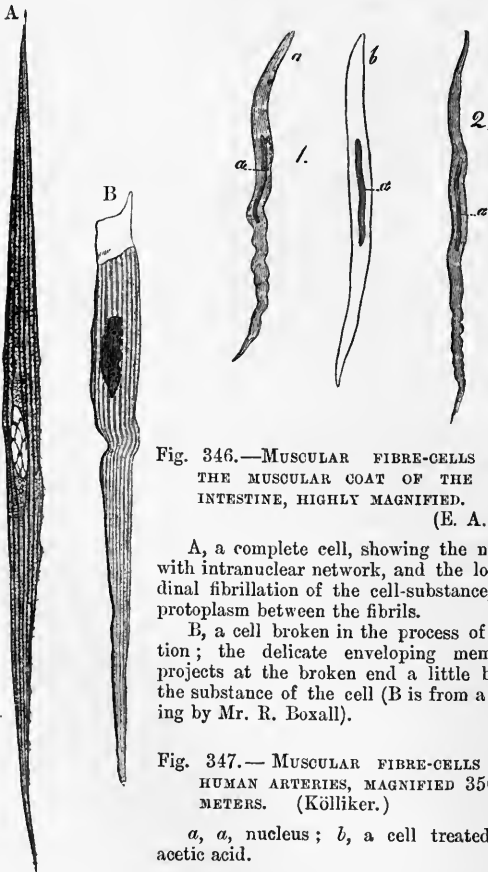 A
B
a
a
1.
b
a
2
a
Fig. 346.—MUSCULAR FIBRE-CELLS
THE MUSCULAR COAT OF THE
INTESTINE, HIGHLY MAGNIFIED.
(E. A.
A, a complete cell, showing the n
with intranuclear network, and the lo
dinal fibrillation of the cell-substance
protoplasm between the fibrils.
B, a cell broken in the process of
tion ; the delicate enveloping mem
projects at the broken end a little b
the substance of the cell (B is from a
ing by Mr. R. Boxall).
Fig. 347.— MUSCULAR FIBRE-CELLS
HUMAN ARTERIES, MAGNIFIED 35
METERS. (Kölliker.)
a, a, nucleus ; b, a cell treated
acetic acid.